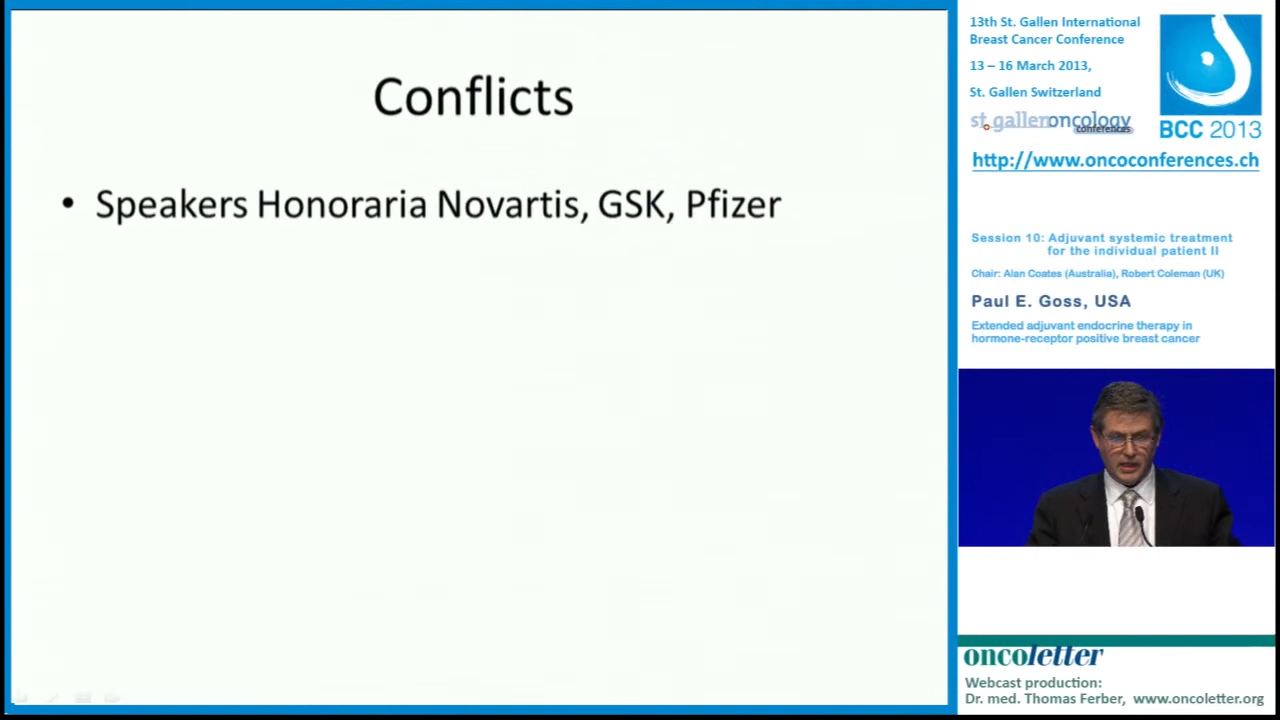 Conflicts
• Speakers Honoraria Novartis, GSK, Pfizer
13th St. Gallen International
Breast Cancer Conference
13 – 16 March 2013,
St. Gallen Switzerland
st.gallenoncology
conferences
BCC 2013
http://www.oncoconferences.ch
Session 10: Adjuvant systemic treatment
for the individual patient II
Chair: Alan Coates (Australia), Robert Coleman (UK)
Paul E. Goss, USA
Extended adjuvant endocrine therapy in
hormone-receptor positive breast cancer
oncoletter
Webcast production:
Dr. med. Thomas Ferber, www.oncoletter.org